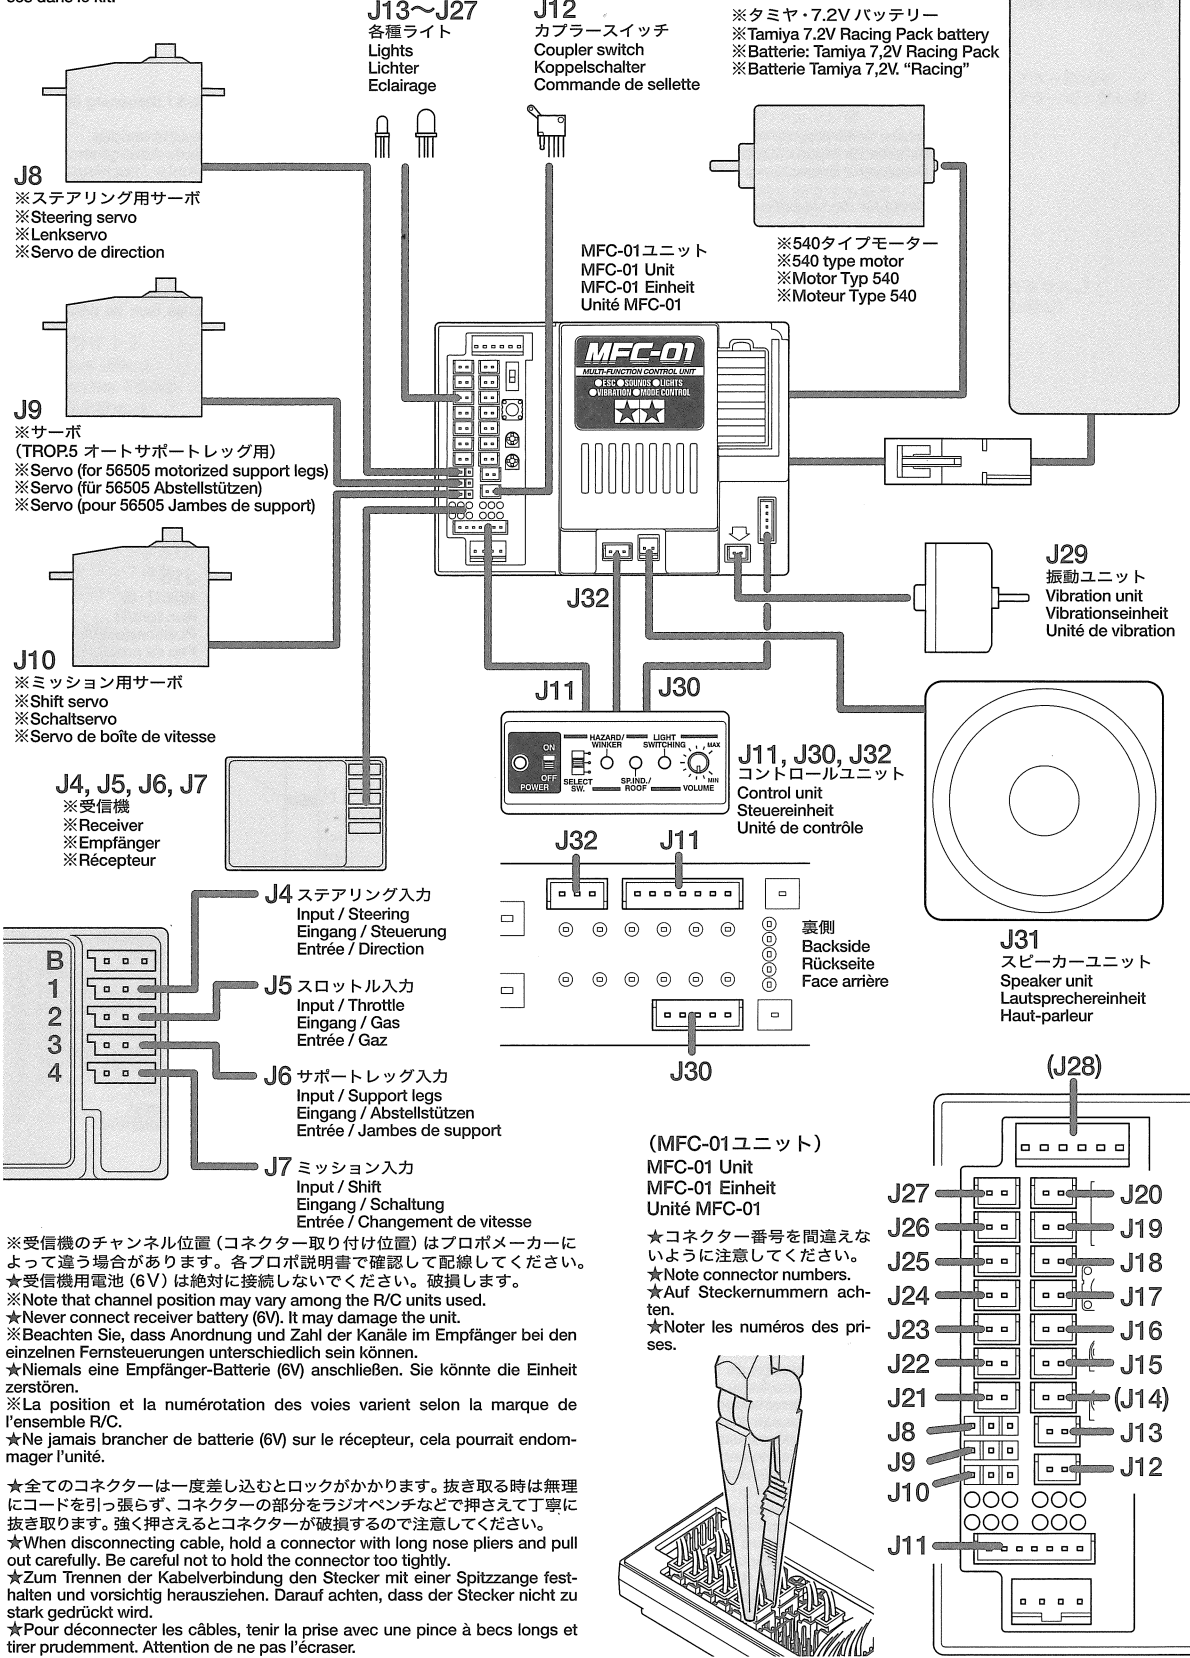 J13～J27
各種ライト
Lights
Lichter
Eclairage
J12
カプラースイッチ
Coupler switch
Koppelschalter
Commande de sellette
※タミヤ・7.2V バッテリー
※Tamiya 7.2V Racing Pack battery
※Batterie: Tamiya 7,2V Racing Pack
※Batterie Tamiya 7,2V. “Racing”
J8
※ステアリング用サーボ
※Steering servo
※Lenkservo
※Servo de direction
MFC-01ユニット
MFC-01 Unit
MFC-01 Einheit
Unité MFC-01
※540タイプモーター
※540 type motor
※Motor Typ 540
※Moteur Type 540
MFC-01
MULTI-FUNCTION CONTROL UNIT
●ESC ●SOUNDS ●LIGHTS
●VIBRATION ●MODE CONTROL
★★
J9
※サーボ
（TROP.5 オートサポートレッグ用）
※Servo (for 56505 motorized support legs)
※Servo (für 56505 Abstellstützen)
※Servo (pour 56505 Jambes de support)
J10
※ミッション用サーボ
※Shift servo
※Schaltservo
※Servo de boîte de vitesse
J32
J29
振動ユニット
Vibration unit
Vibrationseinheit
Unité de vibration
J11
J30
ON
OFF
POWER
HAZARD/
WINKER
LIGHT
SWITCHING
MAX
SELECT
SW.
SP.IND./
ROOF
VOLUME
MIN
J11, J30, J32
コントロールユニット
Control unit
Steuereinheit
Unité de contrôle
J4, J5, J6, J7
※受信機
※Receiver
※Empfänger
※Récepteur
J32
J11
裏側
Backside
Rückseite
Face arrière
J30
J31
スピーカーユニット
Speaker unit
Lautsprechereinheit
Haut-parleur
B
1
2
3
4
J4 ステアリング入力
Input / Steering
Eingang / Steuerung
Entrée / Direction
J5 スロットル入力
Input / Throttle
Eingang / Gas
Entrée / Gaz
J6 サポートレッグ入力
Input / Support legs
Eingang / Abstellstützen
Entrée / Jambes de support
J7 ミッション入力
Input / Shift
Eingang / Schaltung
Entrée / Changement de vitesse
※受信機のチャンネル位置（コネクター取り付け位置）はプロポメーカーに
よって違う場合があります。各プロポ説明書で確認して配線してください。
★受信機用電池（6V）は絶対に接続しないでください。破損します。
※Note that channel position may vary among the R/C units used.
★Never connect receiver battery (6V). It may damage the unit.
※Beachten Sie, dass Anordnung und Zahl der Kanäle im Empfänger bei den
einzelnen Fernsteuerungen unterschiedlich sein können.
★Niemals eine Empfänger-Batterie (6V) anschließen. Sie könnte die Einheit
zerstören.
※La position et la numérotation des voies varient selon la marque de
l’ensemble R/C.
★Ne jamais brancher de batterie (6V) sur le récepteur, cela pourrait endom-
mager l’unité.
★全てのコネクターは一度差し込むとロックがかかります。抜き取る時は無理
にコードを引っ張らず、コネクターの部分をラジオペンチなどで押さえて丁寧に
抜き取ります。強く押さえるとコネクターが破損するので注意してください。
★When disconnecting cable, hold a connector with long nose pliers and pull
out carefully. Be careful not to hold the connector too tightly.
★Zum Trennen der Kabelverbindung den Stecker mit einer Spitzzange fest-
halten und vorsichtig herausziehen. Darauf achten, dass der Stecker nicht zu
stark gedrückt wird.
★Pour déconnecter les câbles, tenir la prise avec une pince à becs longs et
tirer prudemment. Attention de ne pas l’écraser.
（MFC-01ユニット）
MFC-01 Unit
MFC-01 Einheit
Unité MFC-01
★コネクター番号を間違えな
いように注意してください。
★Note connector numbers.
★Auf Steckernummern ach-
ten.
★Noter les numéros des pri-
ses.
(J28)
J27
J20
J26
J19
J25
J18
J24
J17
J23
J16
J22
J15
J21
(J14)
J8
J13
J9
J12
J10
J11